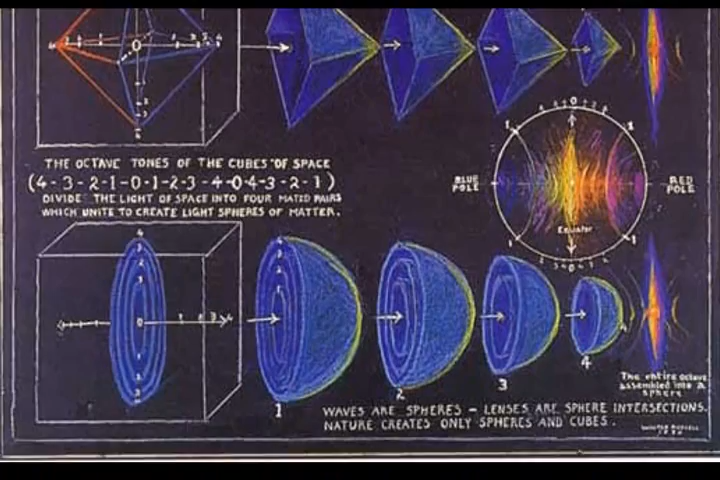 THE OCTAVE TONES OF THE CUBES OF SPACE
(4-3-2-1-0-1-2-3-4-0-4-3-2-1)
DIVIDE THE LIGHT OF SPACE INTO FOUR MATED PAIRS
WHICH UNITE TO CREATE LIGHT SPHERES OF MATTER.
BLUE
POLE
RED
POLE
Equator
1
2
3
4
The entire octave
assembled into a
sphere
WAVES ARE SPHERES – LENSES ARE SPHERE INTERSECTIONS.
NATURE CREATES ONLY SPHERES AND CUBES.
WALTER RUSSELL